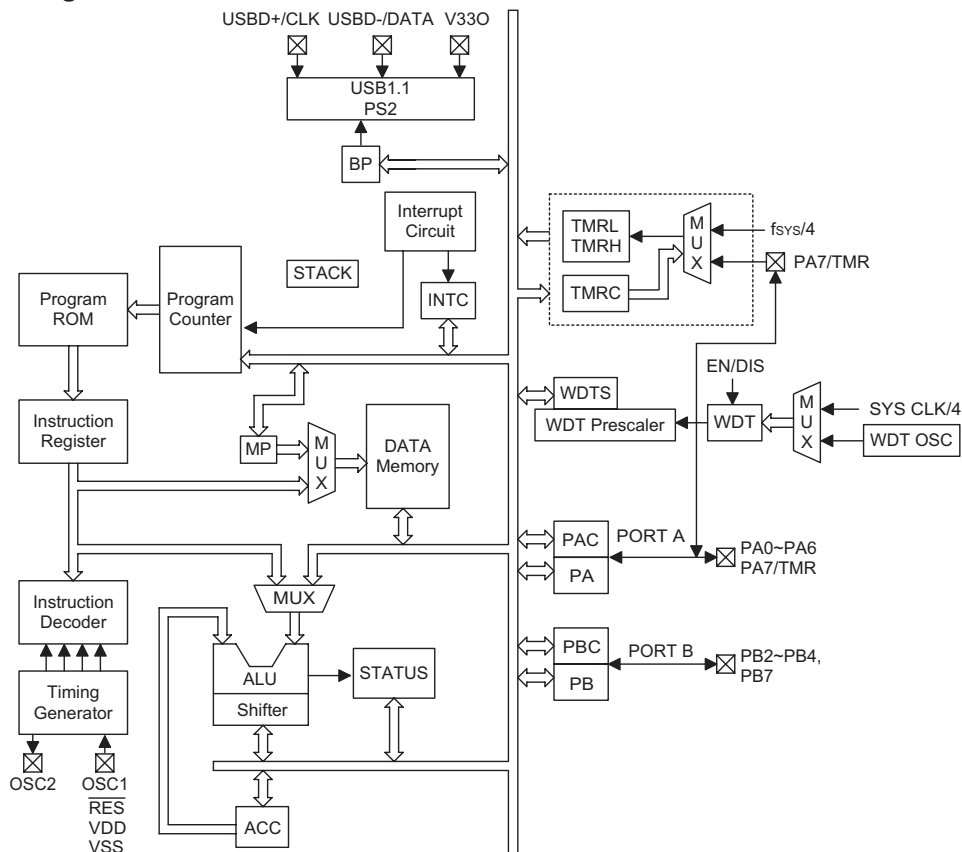 USBD+/CLK USBD-/DATA V33O
USB1.1
PS2
BP
Interrupt
Circuit
STACK
INTC
Program
ROM
Program
Counter
TMRL
TMRH
TMRC
MUX
fSYS/4
PA7/TMR
EN/DIS
WDTS
WDT Prescaler
WDT
MUX
SYS CLK/4
WDT OSC
Instruction
Register
MP
MUX
DATA
Memory
PAC
PA
PORT A
PA0~PA6
PA7/TMR
Instruction
Decoder
MUX
PBC
PB
PORT B
PB2~PB4,
PB7
ALU
Shifter
STATUS
Timing
Generator
OSC2
OSC1
RES
VDD
VSS
ACC